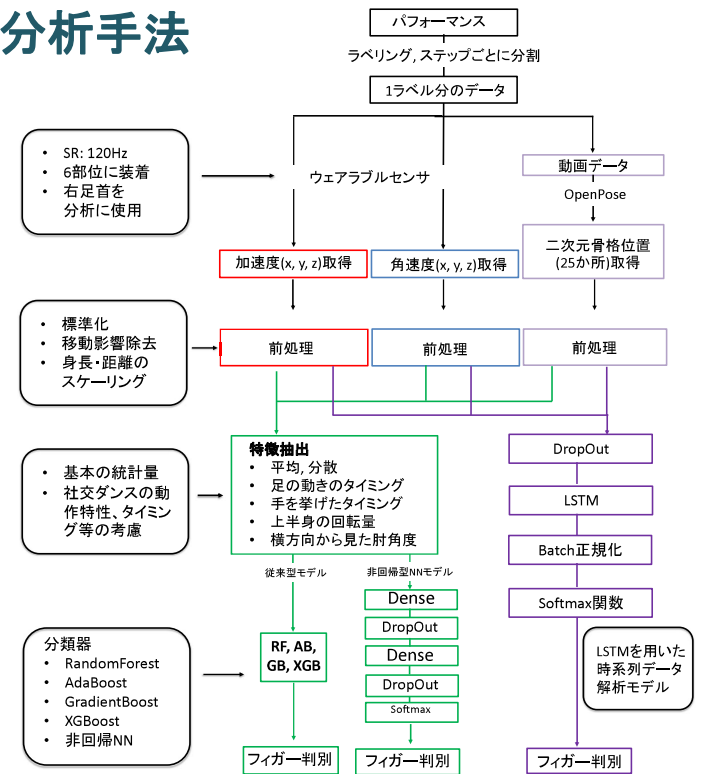 分析手法
パフォーマンス
ラベリング, ステップごとに分割
1ラベル分のデータ
• SR: 120Hz
• 6部位に装着
• 右足首を
分析に使用
ウェアラブルセンサ
動画データ
OpenPose
加速度(x, y, z)取得
角速度(x, y, z)取得
二次元骨格位置
(25か所)取得
• 標準化
• 移動影響除去
• 身長・距離の
スケーリング
前処理
前処理
前処理
• 基本の統計量
• 社交ダンスの動
作特性、タイミン
グ等の考慮
特徴抽出
• 平均, 分散
• 足の動きのタイミング
• 手を挙げたタイミング
• 上半身の回転量
• 横方向から見た肘角度
DropOut
LSTM
Batch正規化
Softmax関数
従来型モデル
非回帰型NNモデル
Dense
DropOut
Dense
DropOut
Softmax
分類器
• RandomForest
• AdaBoost
• GradientBoost
• XGBoost
• 非回帰NN
RF, AB,
GB, XGB
LSTMを用いた
時系列データ
解析モデル
フィガー判別
フィガー判別
フィガー判別